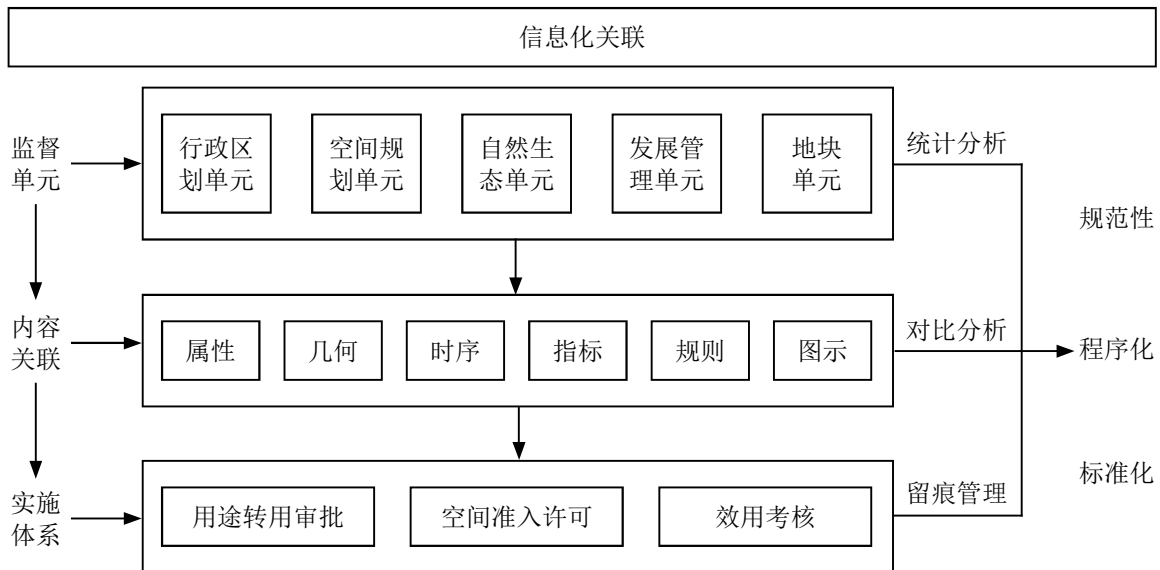 信息化关联
监督
单元
行政区
划单元
空间规
划单元
自然生
态单元
发展管
理单元
地块
单元
统计分析
规范性
内容
关联
属性
几何
时序
指标
规则
图示
对比分析
程序化
实施
体系
用途转用审批
空间准入许可
效用考核
留痕管理
标准化